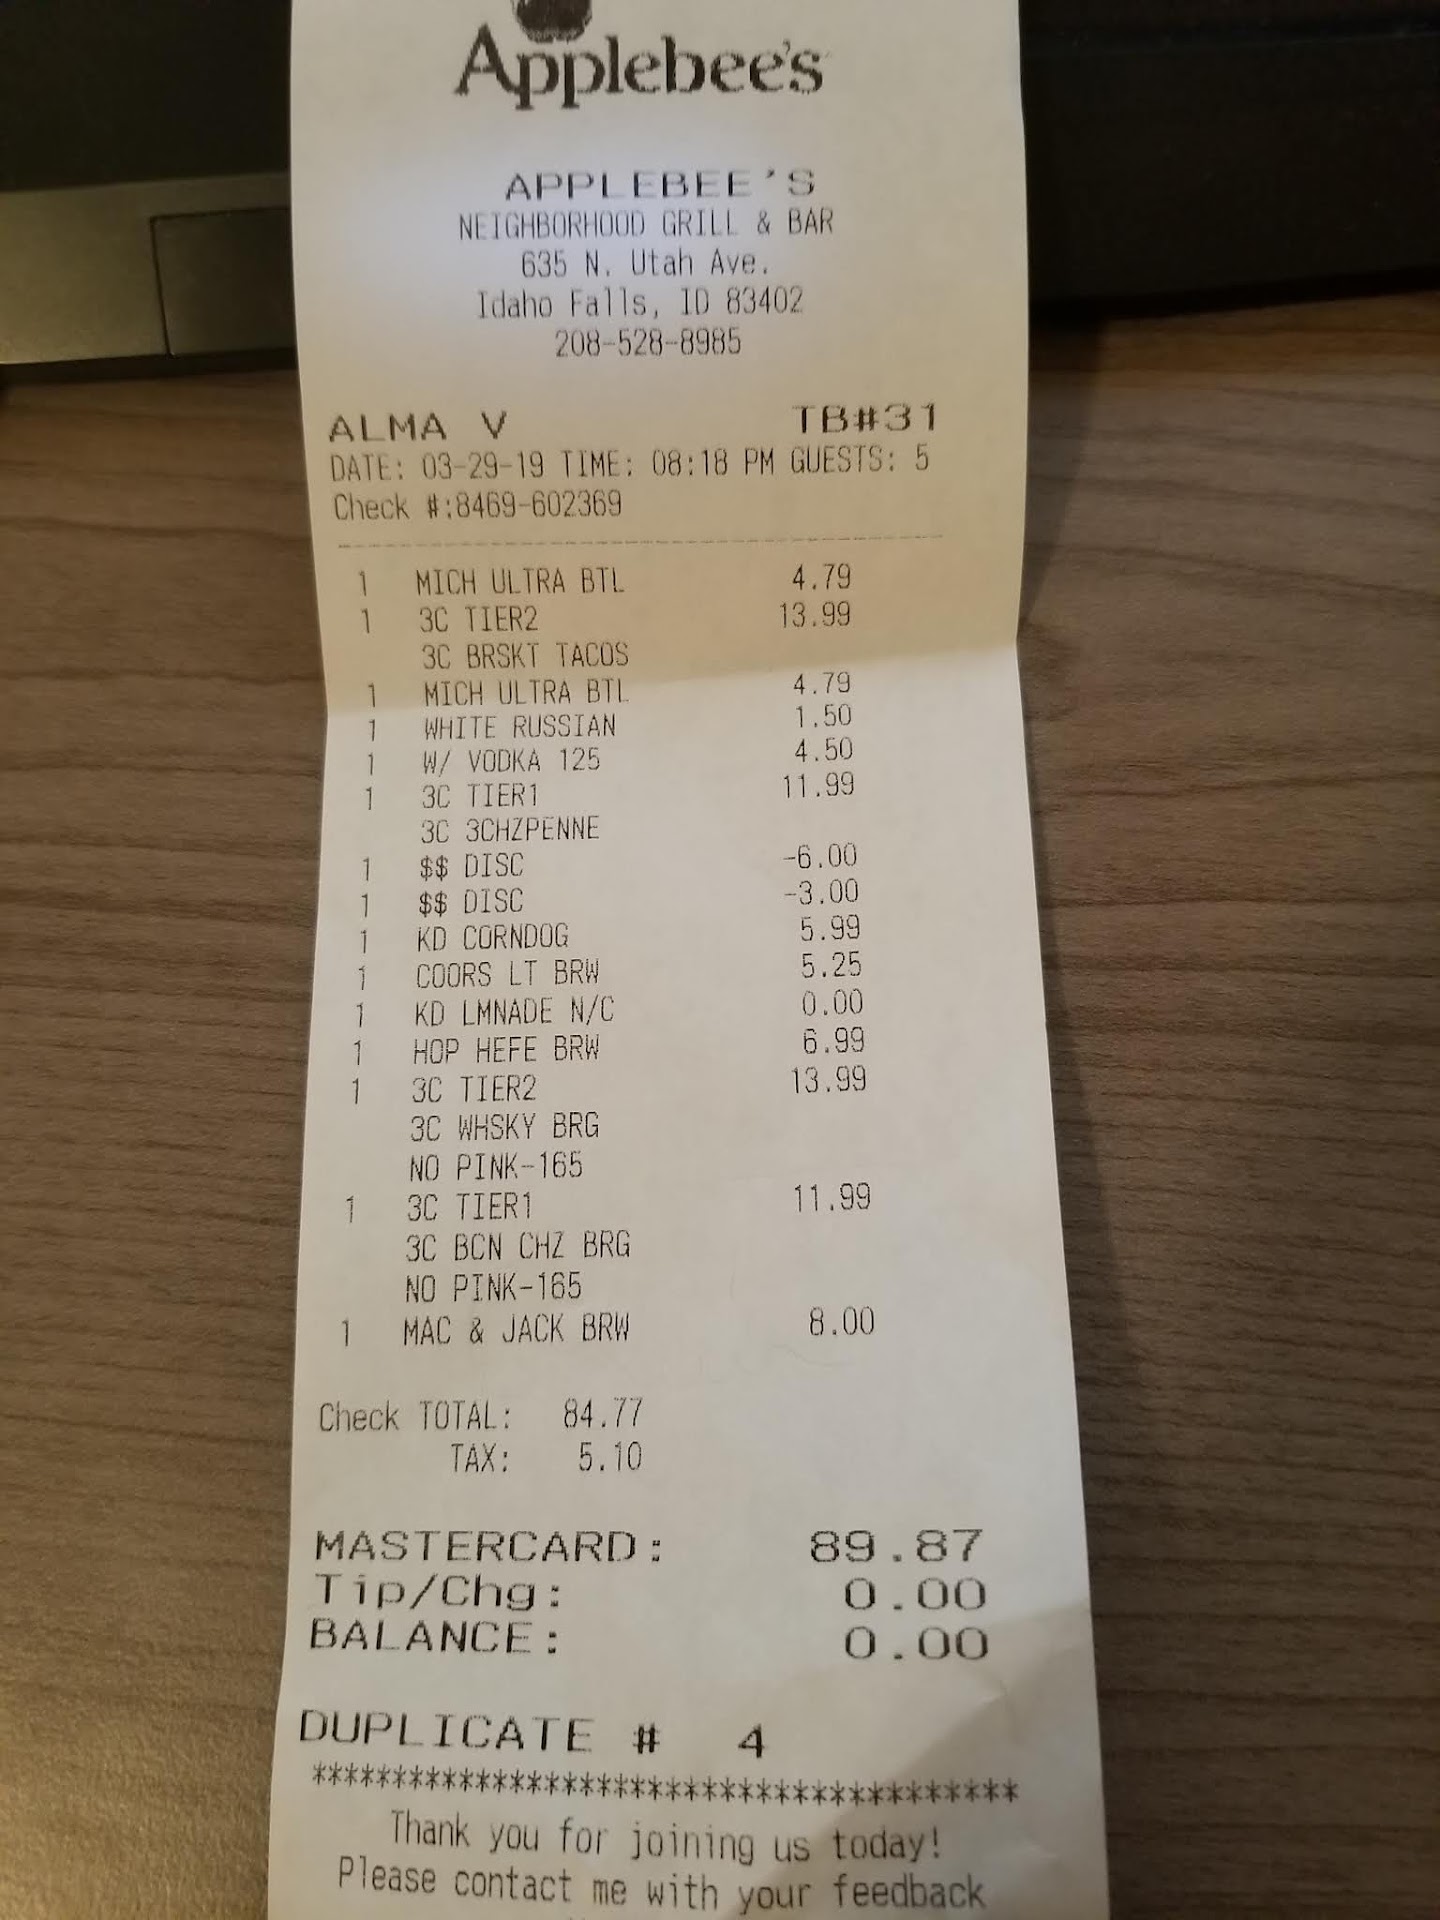 Applebee's
APPLEBEE'S
NEIGHBORHOOD GRILL & BAR
635 N. Utah Ave.
Idaho Falls, ID 83402
208-528-8985
ALMA V TB#31
DATE: 03-29-19 TIME: 08:18 PM GUESTS: 5
Check #:8469-602369
1 MICH ULTRA BTL 4.79
1 3C TIER2 13.99
3C BRSKT TACOS
1 MICH ULTRA BTL 4.79
1 WHITE RUSSIAN 1.50
1 W/ VODKA 125 4.50
1 3C TIER1 11.99
3C 3CHZPENNE
1 $$ DISC -6.00
1 $$ DISC -3.00
1 KD CORNDOG 5.99
1 COORS LT BRW 5.25
1 KD LMNADE N/C 0.00
1 HOP HEFE BRW 6.99
1 3C TIER2 13.99
3C WHSKY BRG
NO PINK-165
1 3C TIER1 11.99
3C BCN CHZ BRG
NO PINK-165
1 MAC & JACK BRW 8.00
Check TOTAL: 84.77
TAX: 5.10
MASTERCARD: 89.87
Tip/Chg: 0.00
BALANCE: 0.00
DUPLICATE # 4
********************************************
Thank you for joining us today!
Please contact me with your feedback